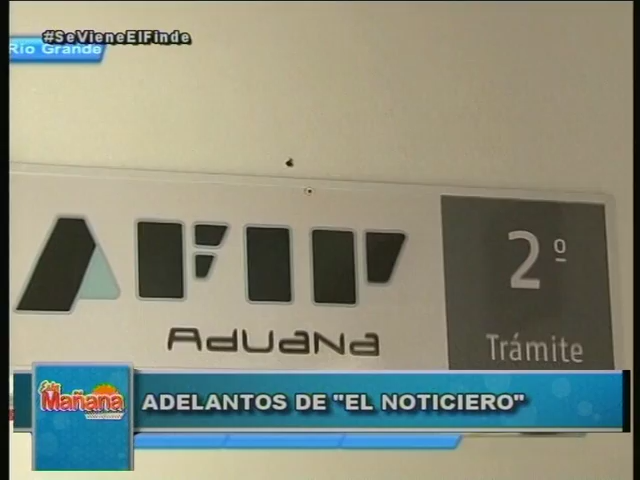 #SeVieneElFinde
Río Grande
AFIP
ADUANA
2º
Trámite
Esta
Mañana
ADELANTOS DE "EL NOTICIERO"